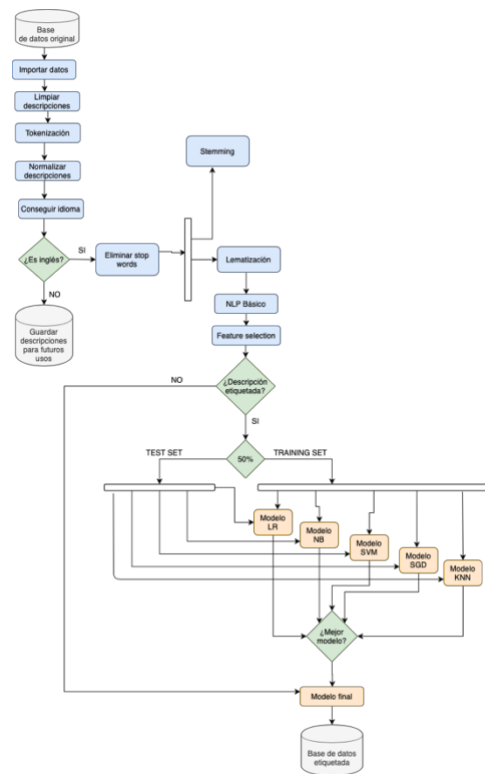 Base
de datos original
Importar datos
Limpiar
descripciones
Tokenización
Normalizar
descripciones
Conseguir idioma
¿Es inglés?
SI
NO
Eliminar stop
words
Guardar
descripciones
para futuros
usos
Stemming
Lematización
NLP Básico
Feature selection
¿Descripción
etiquetada?
NO
SI
50%
TEST SET
TRAINING SET
Modelo
LR
Modelo
NB
Modelo
SVM
Modelo
SGD
Modelo
KNN
¿Mejor
modelo?
Modelo final
Base de datos
etiquetada